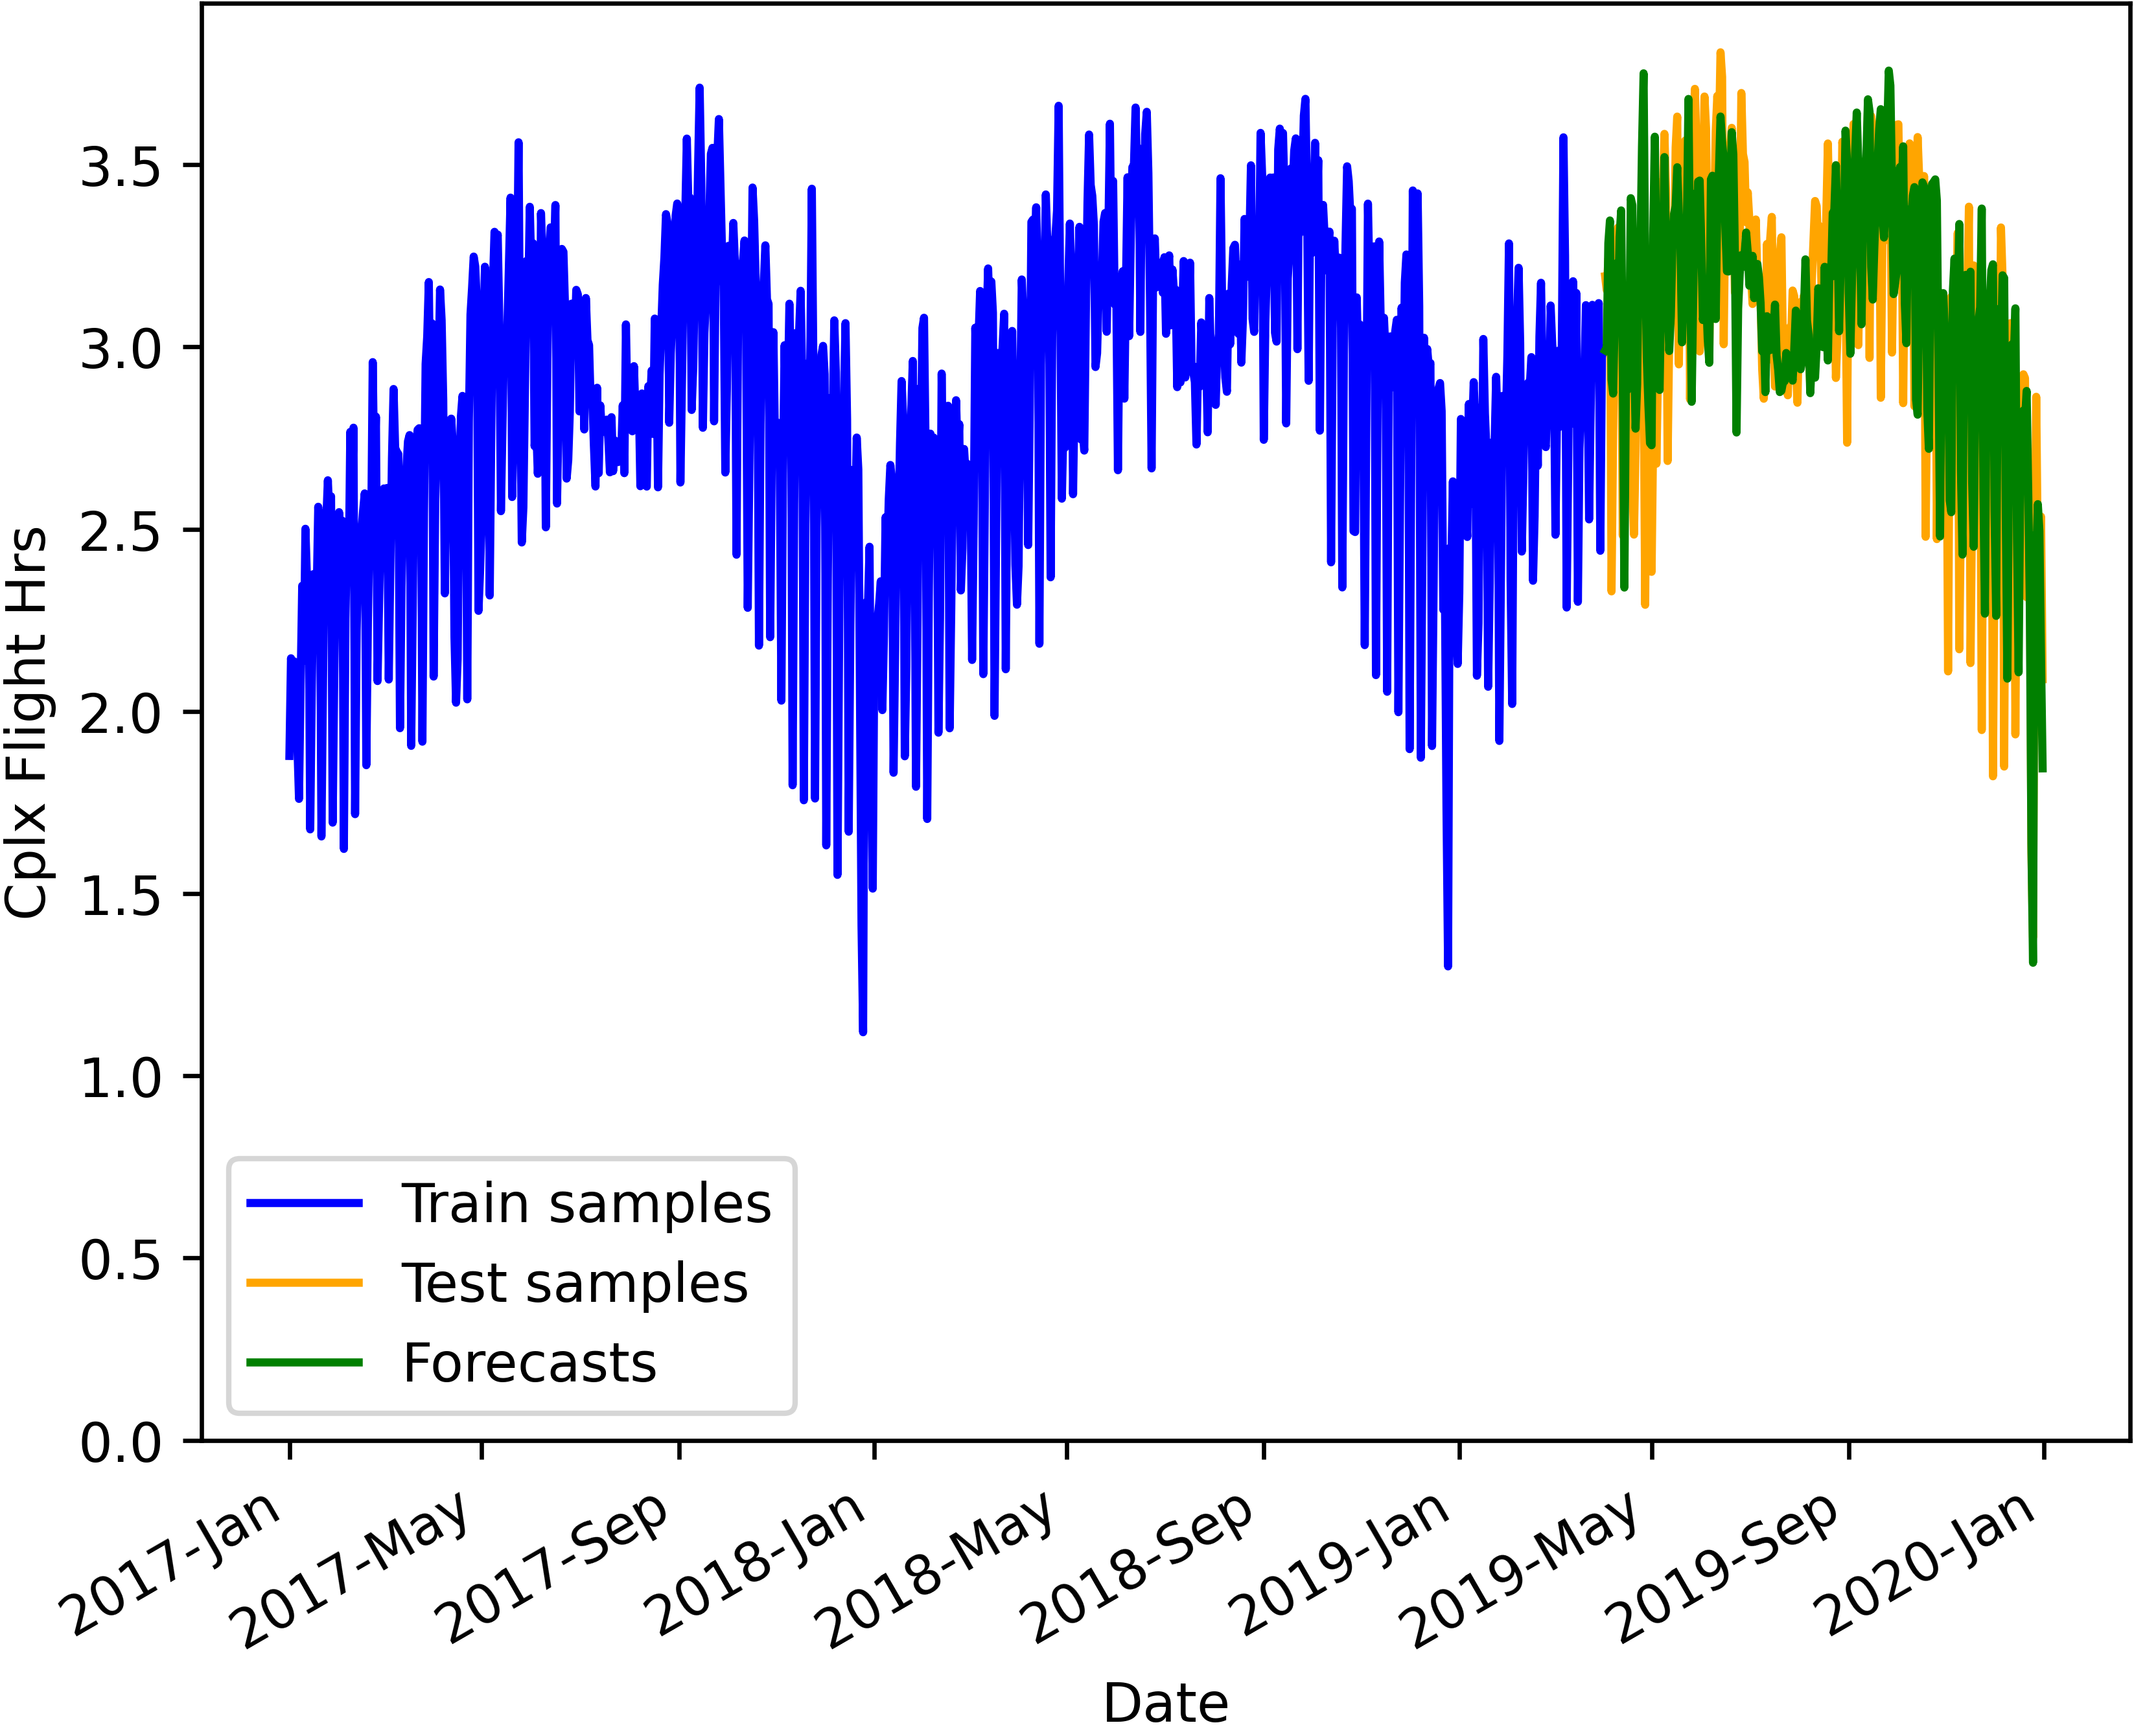 Cplx Flight Hrs
3.5
3.0
2.5
2.0
1.5
1.0
0.5
0.0
Train samples
Test samples
Forecasts
2017-Jan
2017-May
2017-Sep
2018-Jan
2018-May
2018-Sep
2019-Jan
2019-May
2019-Sep
2020-Jan
Date